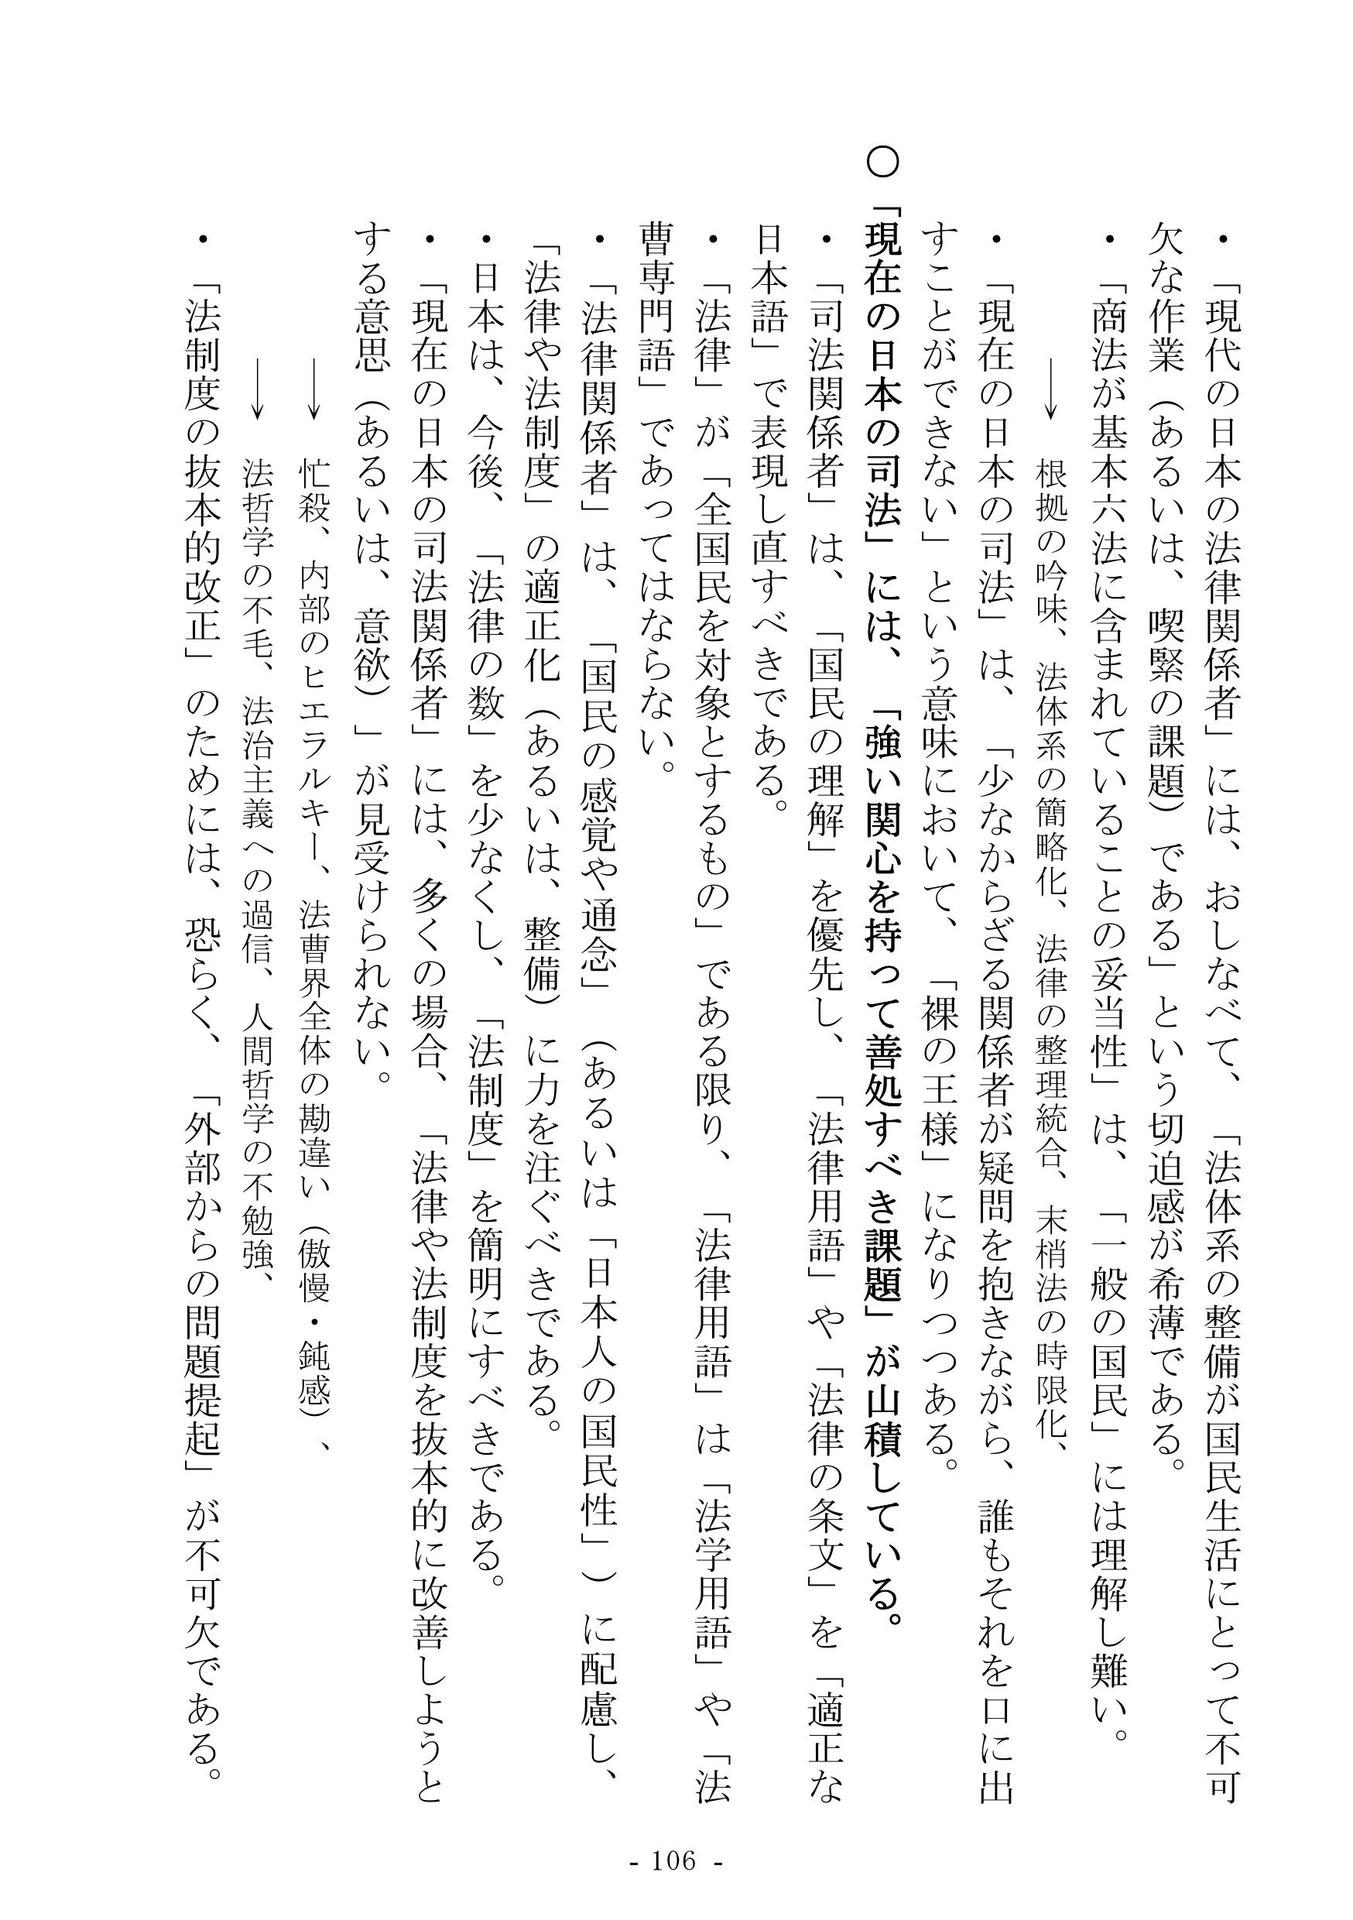 ・「現代の日本の法律関係者」には、おしなべて、「法体系の整備が国民生活にとって不可
欠な作業（あるいは、喫緊の課題）である」という切迫感が希薄である。
・「商法が基本六法に含まれていることの妥当性」は、「一般の国民」には理解し難い。
→　根拠の吟味、法体系の簡略化、法律の整理統合、末梢法の時限化、
・「現在の日本の司法」は、「少なからざる関係者が疑問を抱きながら、誰もそれを口に出
すことができない」という意味において、「裸の王様」になりつつある。
〇「現在の日本の司法」には、「強い関心を持って善処すべき課題」が山積している。
・「司法関係者」は、「国民の理解」を優先し、「法律用語」や「法律の条文」を「適正な
日本語」で表現し直すべきである。
・「法律」が「全国民を対象とするもの」である限り、「法律用語」は「法学用語」や「法
曹専門語」であってはならない。
・「法律関係者」は、「国民の感覚や通念」（あるいは「日本人の国民性」）に配慮し、
「法律や法制度」の適正化（あるいは、整備）に力を注ぐべきである。
・日本は、今後、「法律の数」を少なくし、「法制度」を簡明にすべきである。
・「現在の日本の司法関係者」には、多くの場合、「法律や法制度を抜本的に改善しようと
する意思（あるいは、意欲）」が見受けられない。
→　忙殺、内部のヒエラルキー、法曹界全体の勘違い（傲慢・鈍感）、
→　法哲学の不毛、法治主義への過信、人間哲学の不勉強、
・「法制度の抜本的改正」のためには、恐らく、「外部からの問題提起」が不可欠である。
- 106 -